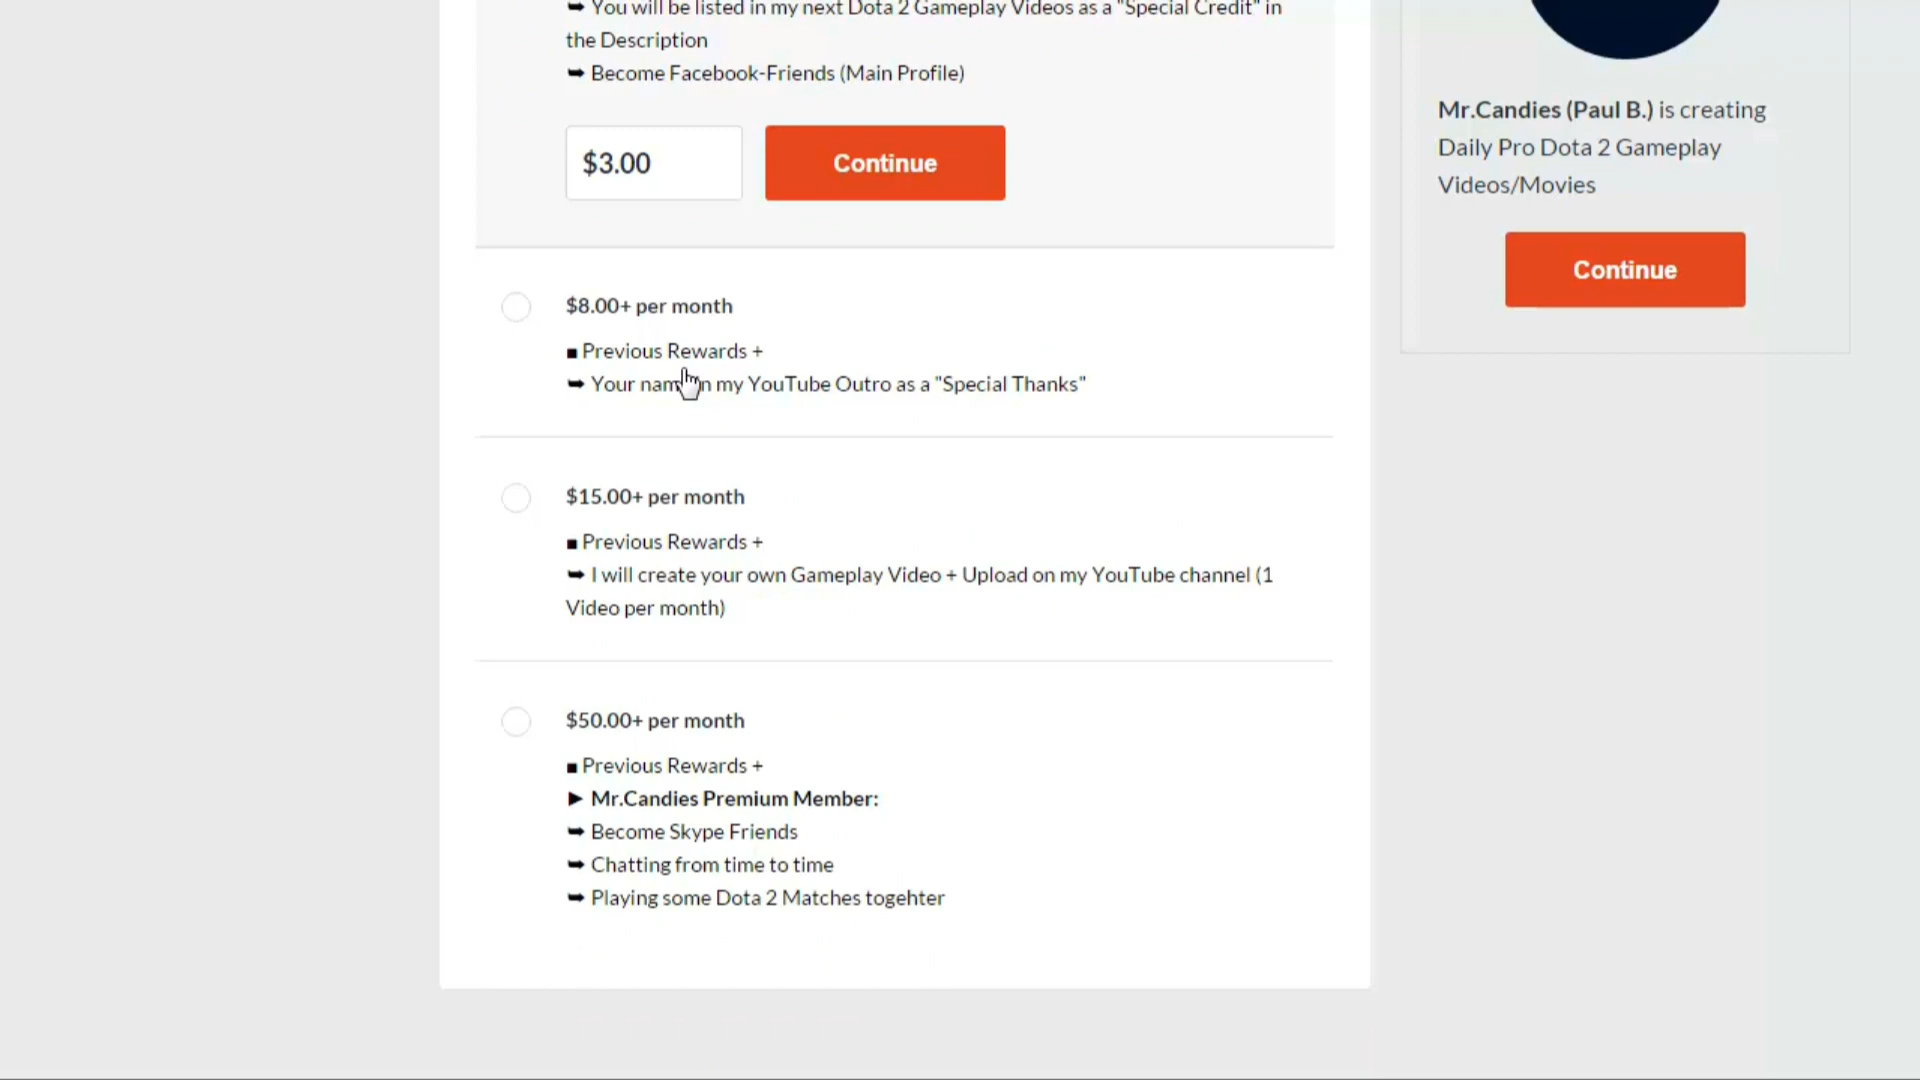 ➥ You will be listed in my next Dota 2 Gameplay Videos as a "Special Credit" in
the Description
➥ Become Facebook-Friends (Main Profile)
$3.00
Continue
$8.00+ per month
■ Previous Rewards +
➥ Your nam n my YouTube Outro as a "Special Thanks"
$15.00+ per month
■ Previous Rewards +
➥ I will create your own Gameplay Video + Upload on my YouTube channel (1
Video per month)
$50.00+ per month
■ Previous Rewards +
► Mr.Candies Premium Member:
➥ Become Skype Friends
➥ Chatting from time to time
➥ Playing some Dota 2 Matches togehter
Mr.Candies (Paul B.) is creating
Daily Pro Dota 2 Gameplay
Videos/Movies
Continue